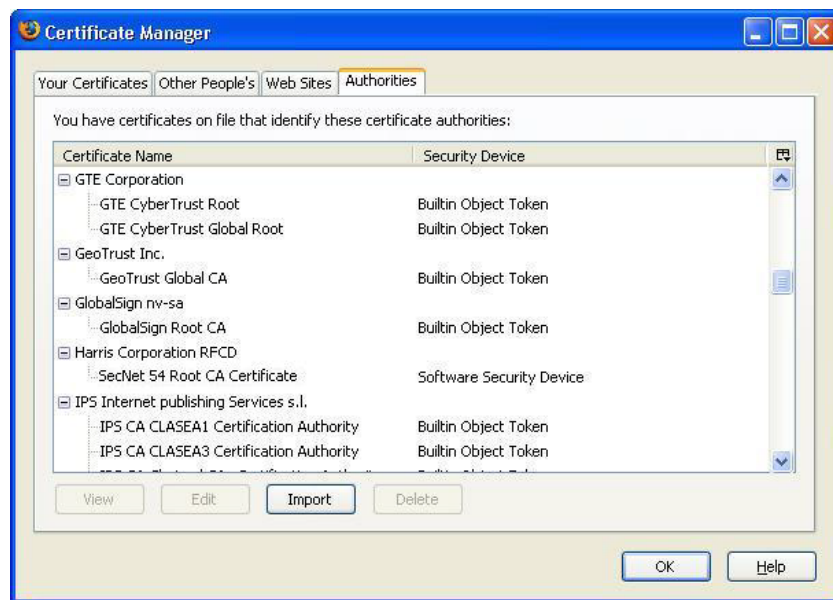 Certificate Manager
Your Certificates Other People's Web Sites Authorities
You have certificates on file that identify these certificate authorities:
Certificate Name Security Device
GTE Corporation
GTE CyberTrust Root Builtin Object Token
GTE CyberTrust Global Root Builtin Object Token
GeoTrust Inc.
GeoTrust Global CA Builtin Object Token
GlobalSign nv-sa
GlobalSign Root CA Builtin Object Token
Harris Corporation RFCD
SecNet 54 Root CA Certificate Software Security Device
IPS Internet publishing Services s.l.
IPS CA CLASEA1 Certification Authority Builtin Object Token
IPS CA CLASEA3 Certification Authority Builtin Object Token
View Edit Import Delete
OK Help